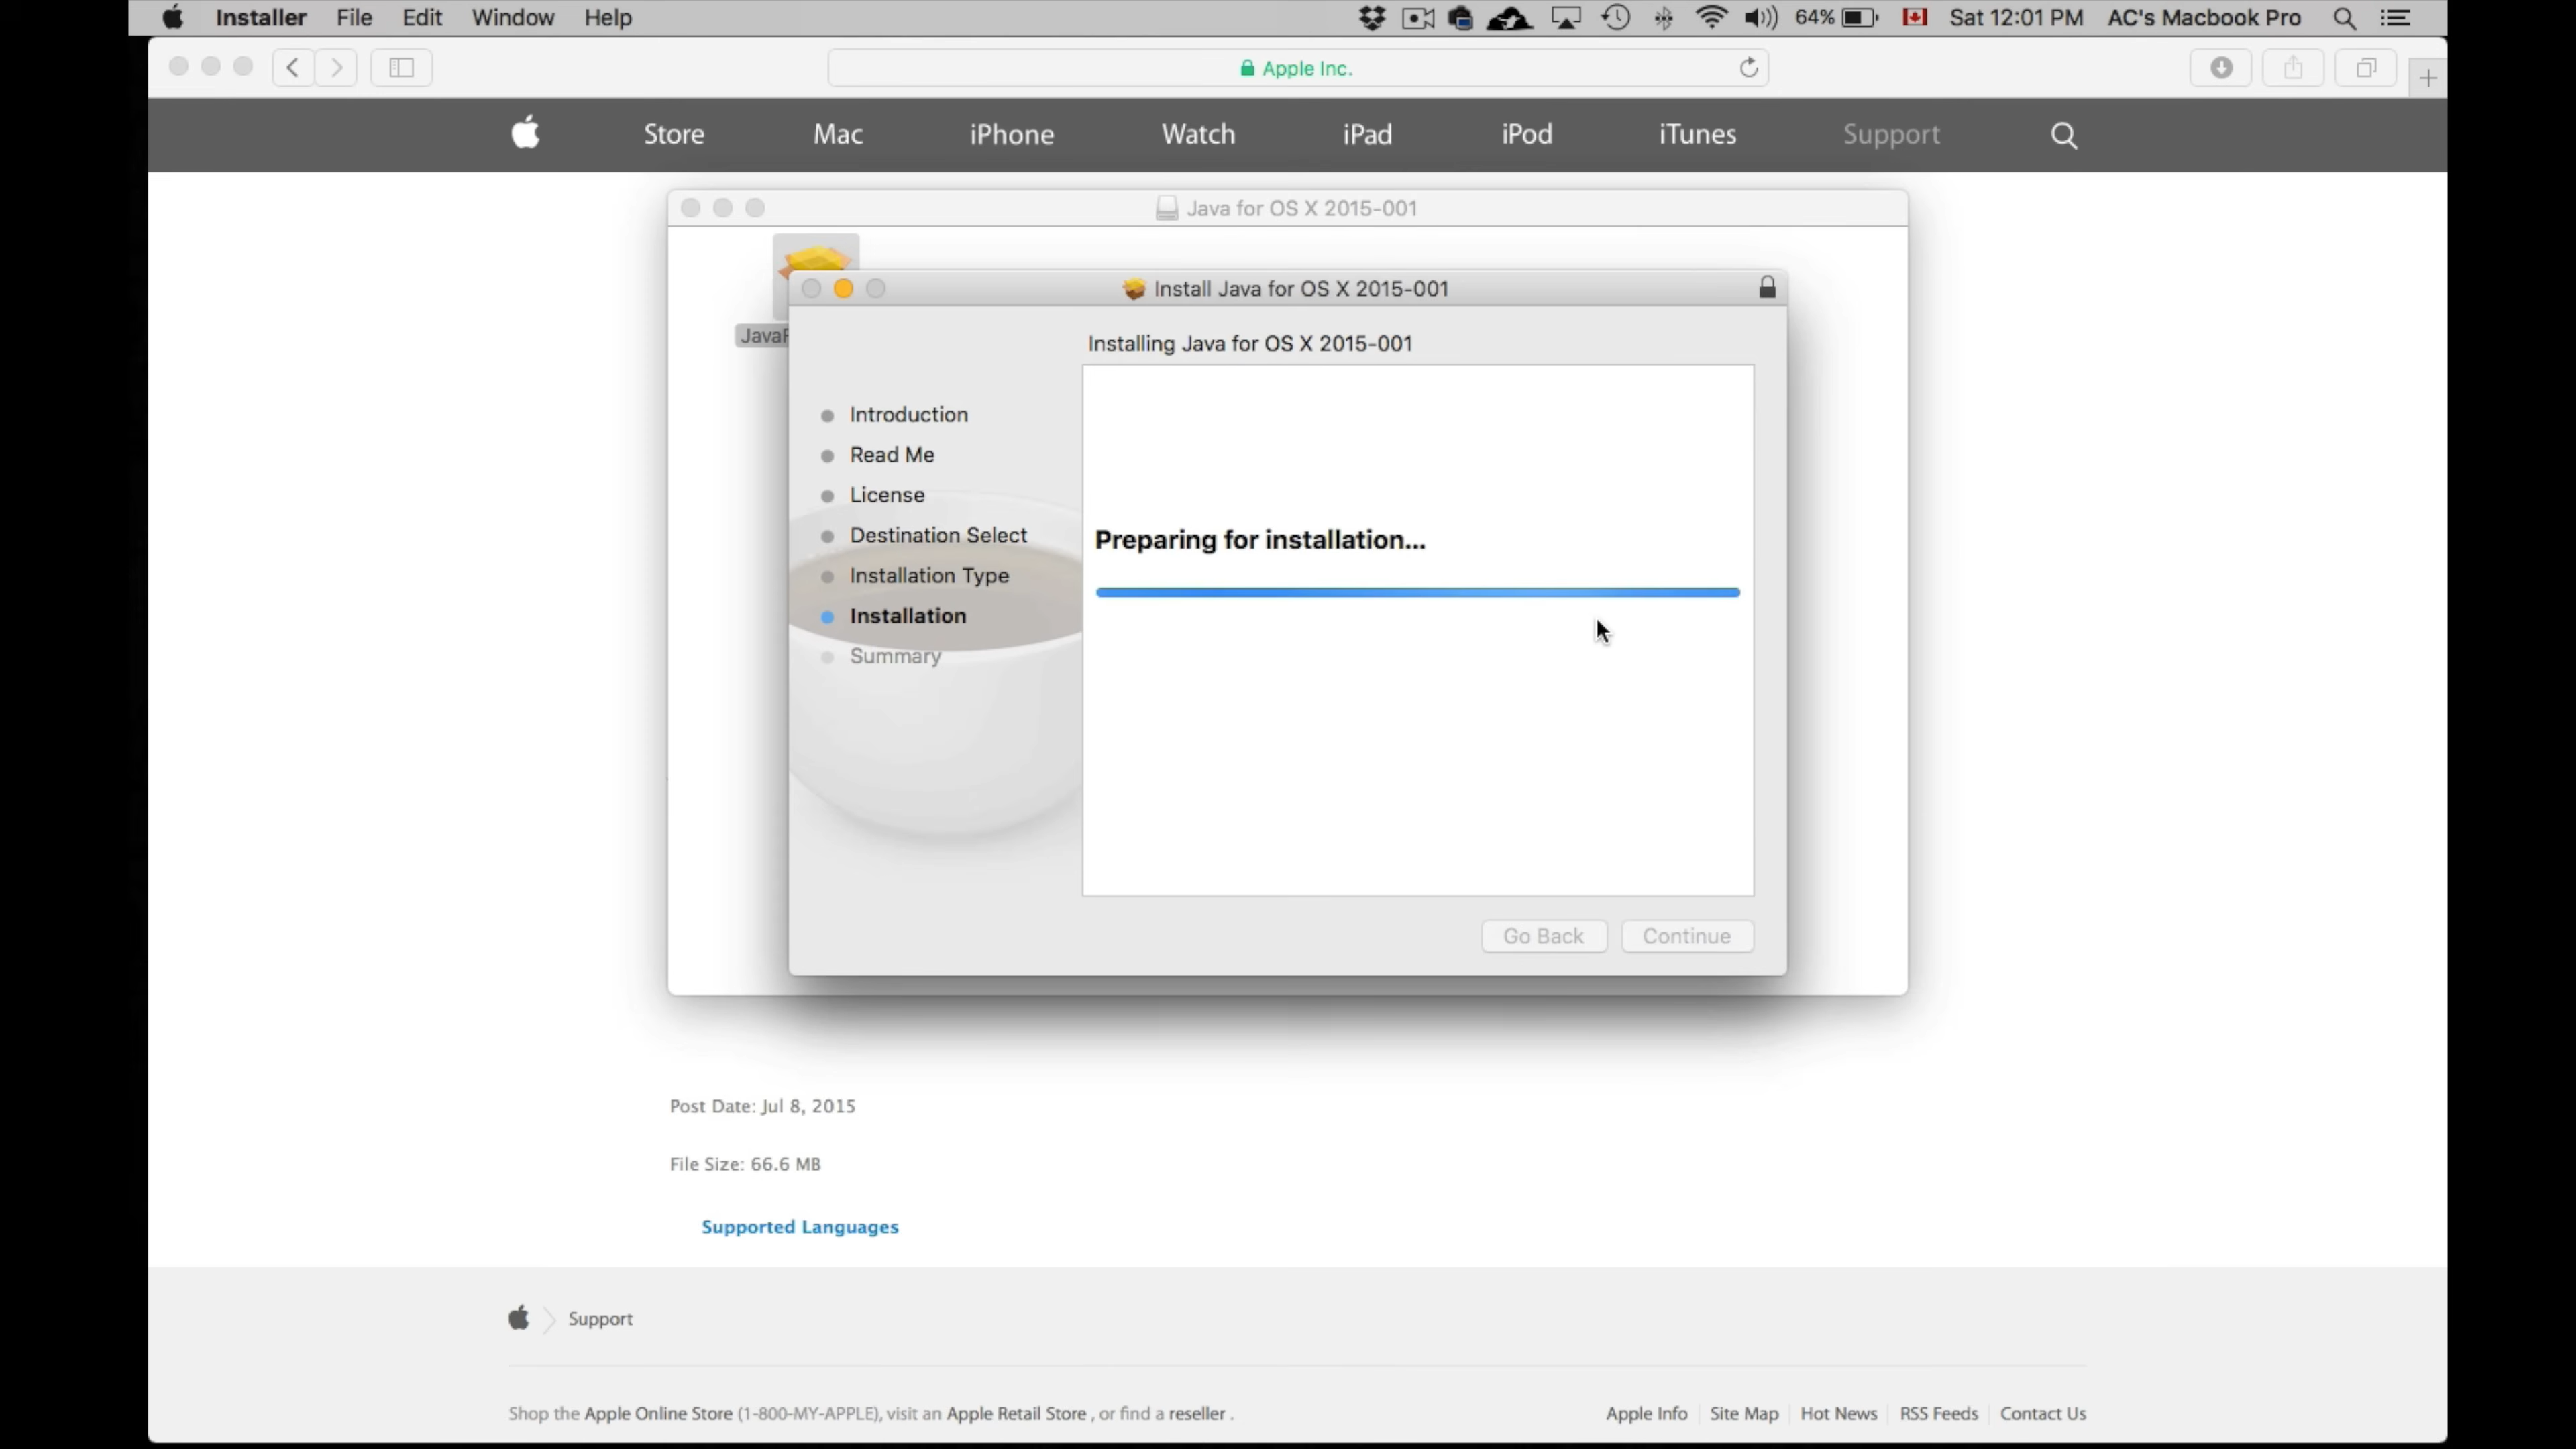 Installer File Edit Window Help 64% Sat 12:01 PM AC's Macbook Pro
Apple Inc.
Store Mac iPhone Watch iPad iPod iTunes Support
Java for OS X 2015-001
Install Java for OS X 2015-001
Installing Java for OS X 2015-001
Introduction
Read Me
License
Destination Select
Installation Type
Installation
Summary
Preparing for installation...
Go Back Continue
Post Date: Jul 8, 2015
File Size: 66.6 MB
Supported Languages
Support
Shop the Apple Online Store (1-800-MY-APPLE), visit an Apple Retail Store , or find a reseller .
Apple Info Site Map Hot News RSS Feeds Contact Us